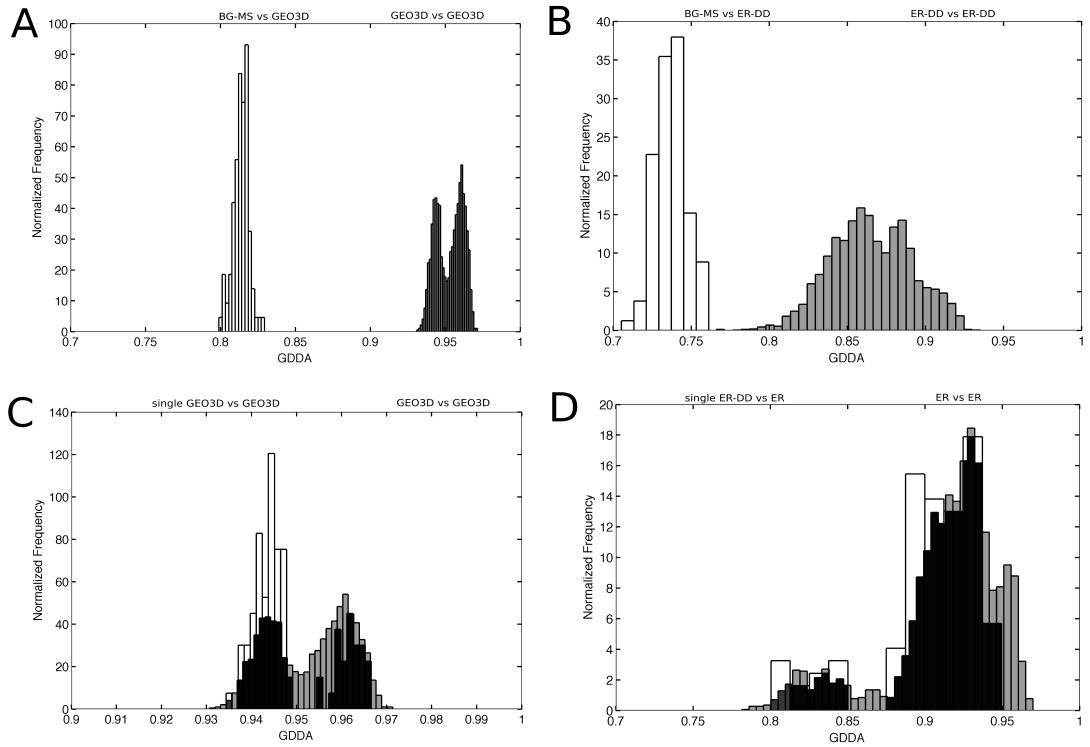 A
BG-MS vs GEO3D GEO3D vs GEO3D
100
90
80
70
60
50
40
30
20
10
0
Normalized Frequency
0.7 0.75 0.8 0.85 0.9 0.95 1
GDDA
B
BG-MS vs ER-DD ER-DD vs ER-DD
40
35
30
25
20
15
10
5
0
Normalized Frequency
0.7 0.75 0.8 0.85 0.9 0.95 1
GDDA
C
single GEO3D vs GEO3D GEO3D vs GEO3D
140
120
100
80
60
40
20
0
Normalized Frequency
0.9 0.91 0.92 0.93 0.94 0.95 0.96 0.97 0.98 0.99 1
GDDA
D
single ER-DD vs ER ER vs ER
20
18
16
14
12
10
8
6
4
2
0
Normalized Frequency
0.7 0.75 0.8 0.85 0.9 0.95 1
GDDA